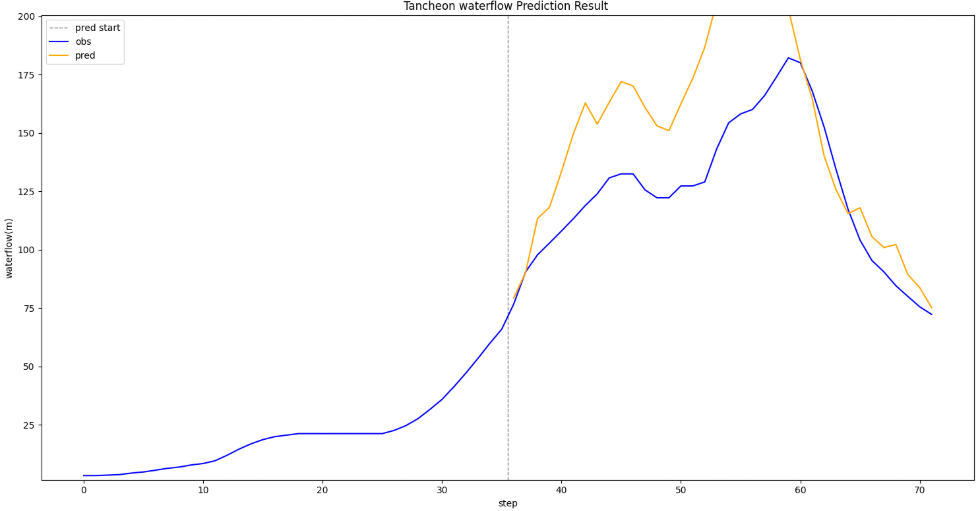 Tancheon waterflow Prediction Result
200
175
150
125
100
75
50
25
waterflow(m)
pred start
obs
pred
0 10 20 30 40 50 60 70
step